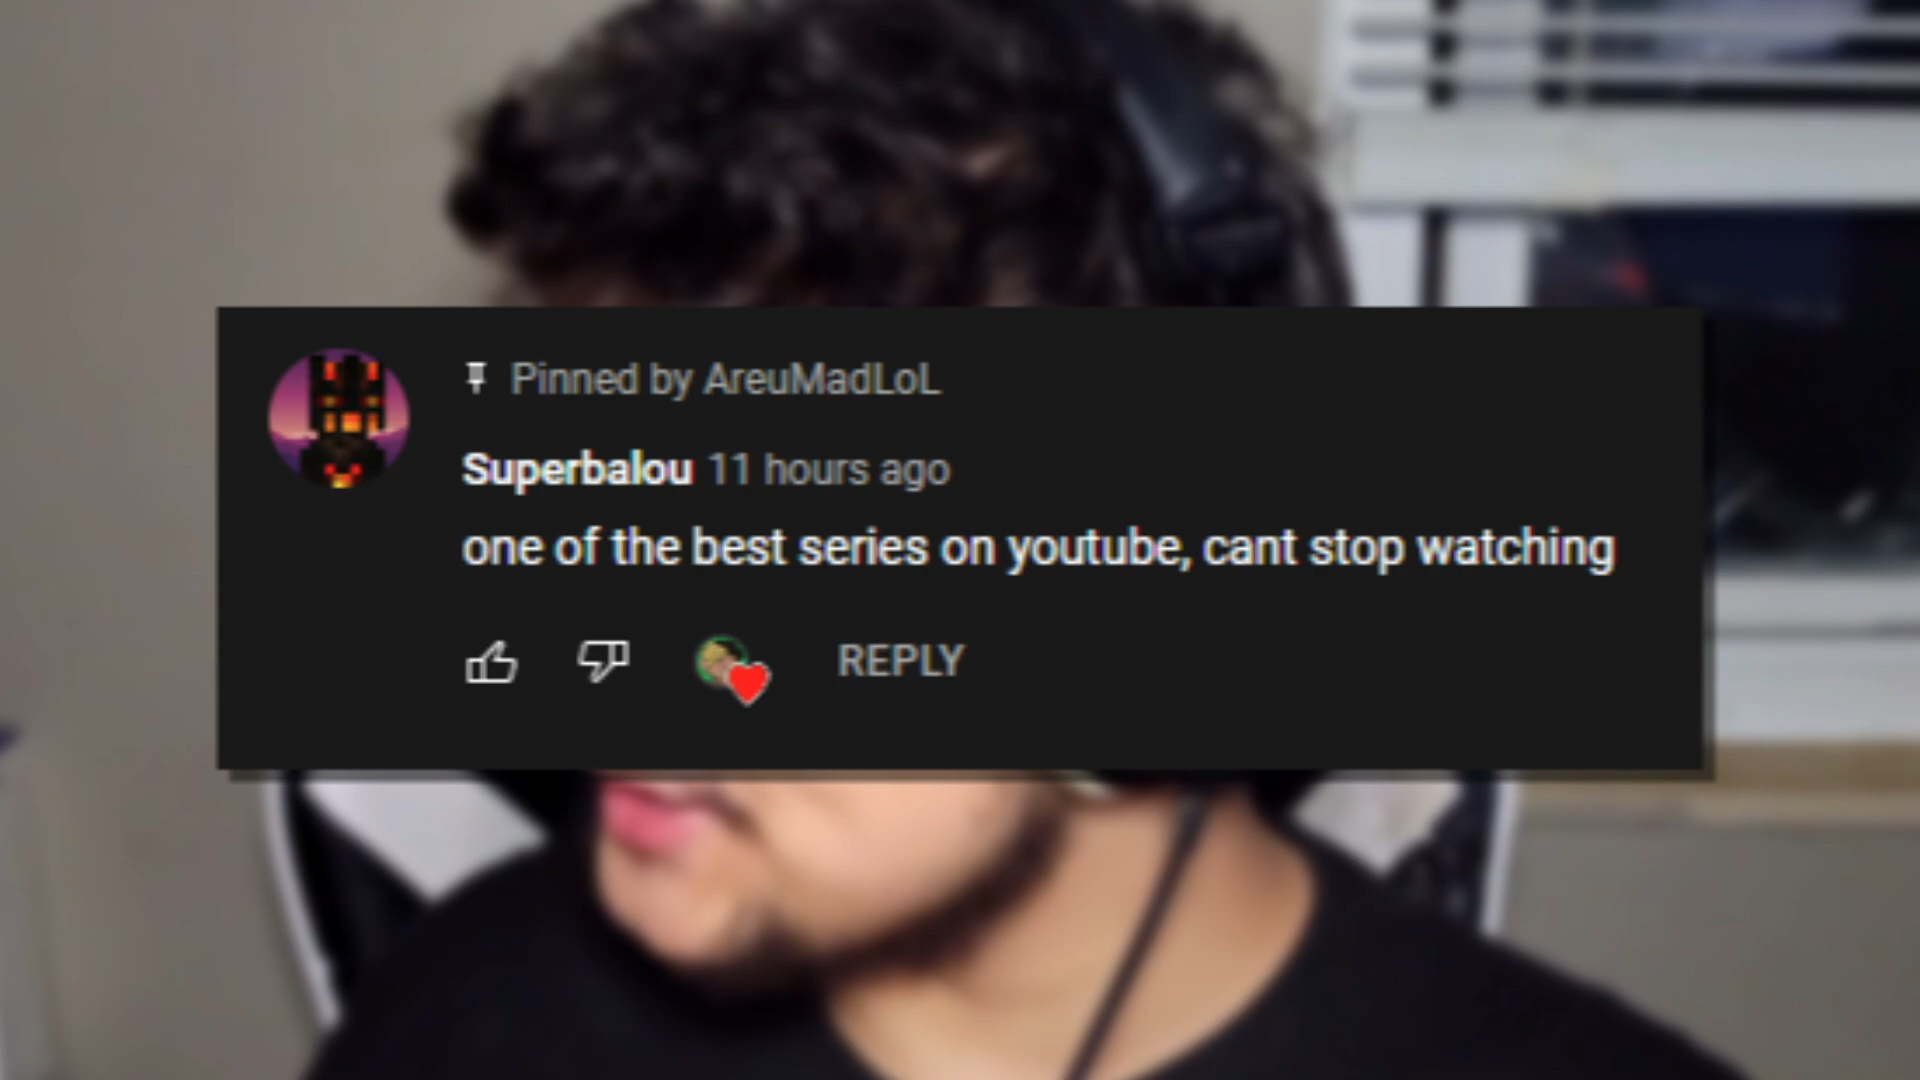 Pinned by AreuMadLoL
Superbalou 11 hours ago
one of the best series on youtube, cant stop watching
REPLY